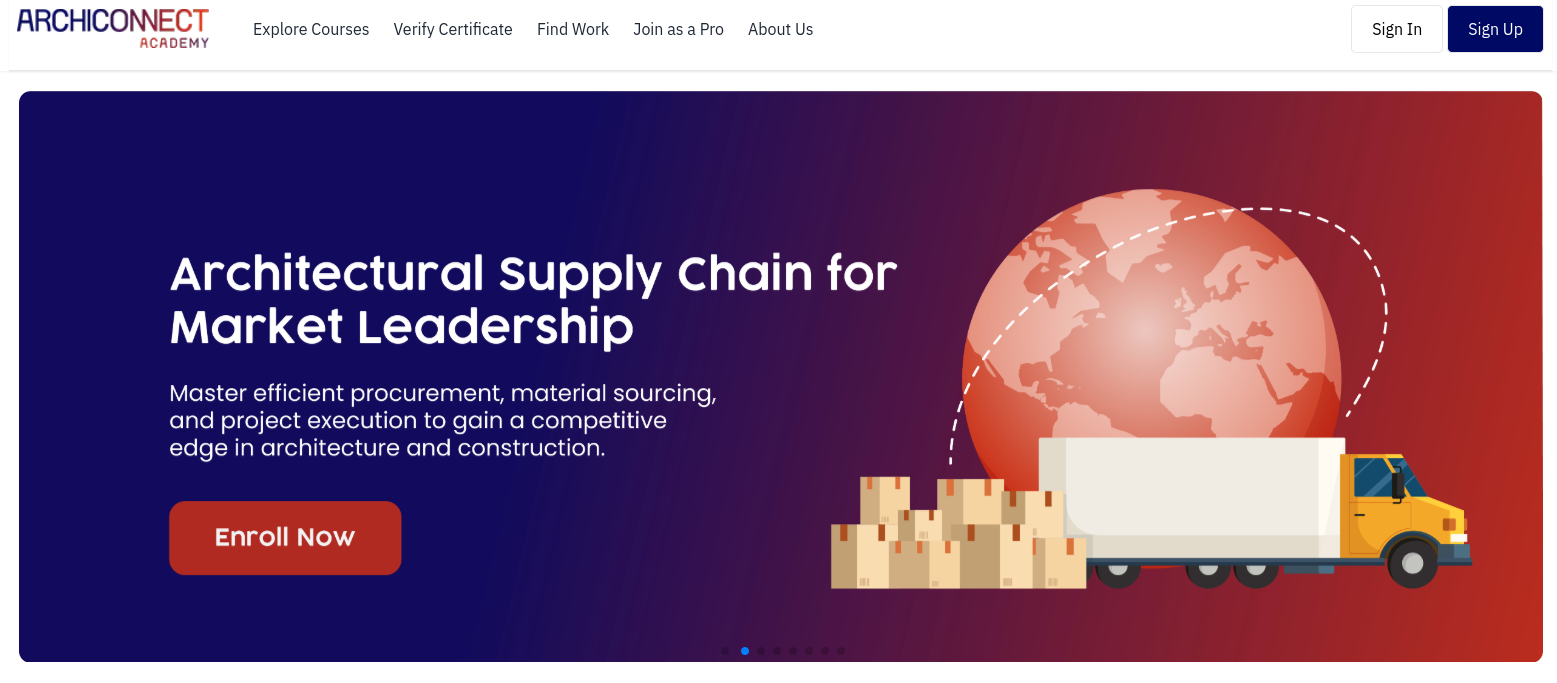 ARCHICONNECT
ACADEMY
Explore Courses
Verify Certificate
Find Work
Join as a Pro
About Us
Sign In
Sign Up
Architectural Supply Chain for
Market Leadership
Master efficient procurement, material sourcing,
and project execution to gain a competitive
edge in architecture and construction.
Enroll Now